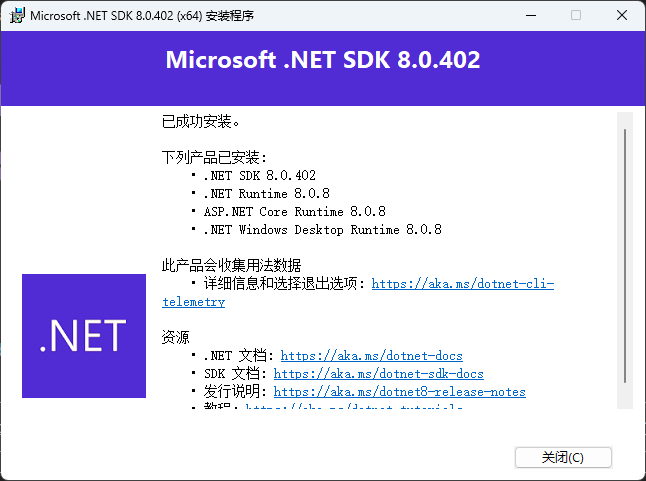 Microsoft .NET SDK 8.0.402 (x64) 安装程序
Microsoft .NET SDK 8.0.402
已成功安装。
下列产品已安装:
• .NET SDK 8.0.402
• .NET Runtime 8.0.8
• ASP.NET Core Runtime 8.0.8
• .NET Windows Desktop Runtime 8.0.8
此产品会收集用法数据
• 详细信息和选择退出选项: https://aka.ms/dotnet-cli-
telemetry
.NET
资源
• .NET 文档: https://aka.ms/dotnet-docs
• SDK 文档: https://aka.ms/dotnet-sdk-docs
• 发行说明: https://aka.ms/dotnet8-release-notes
• 教程: https://aka.ms/dotnet-tutorials
关闭(C)